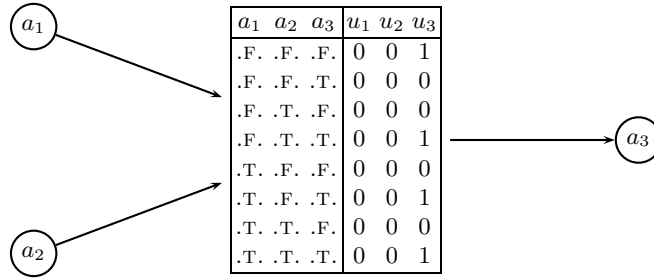 a₁
a₁ a₂ a₃ u₁ u₂ u₃
.F. .F. .F. 0 0 1
.F. .F. .T. 0 0 0
.F. .T. .F. 0 0 0
.F. .T. .T. 0 0 1
a₃
.T. .F. .F. 0 0 0
.T. .F. .T. 0 0 1
.T. .T. .F. 0 0 0
.T. .T. .T. 0 0 1
a₂